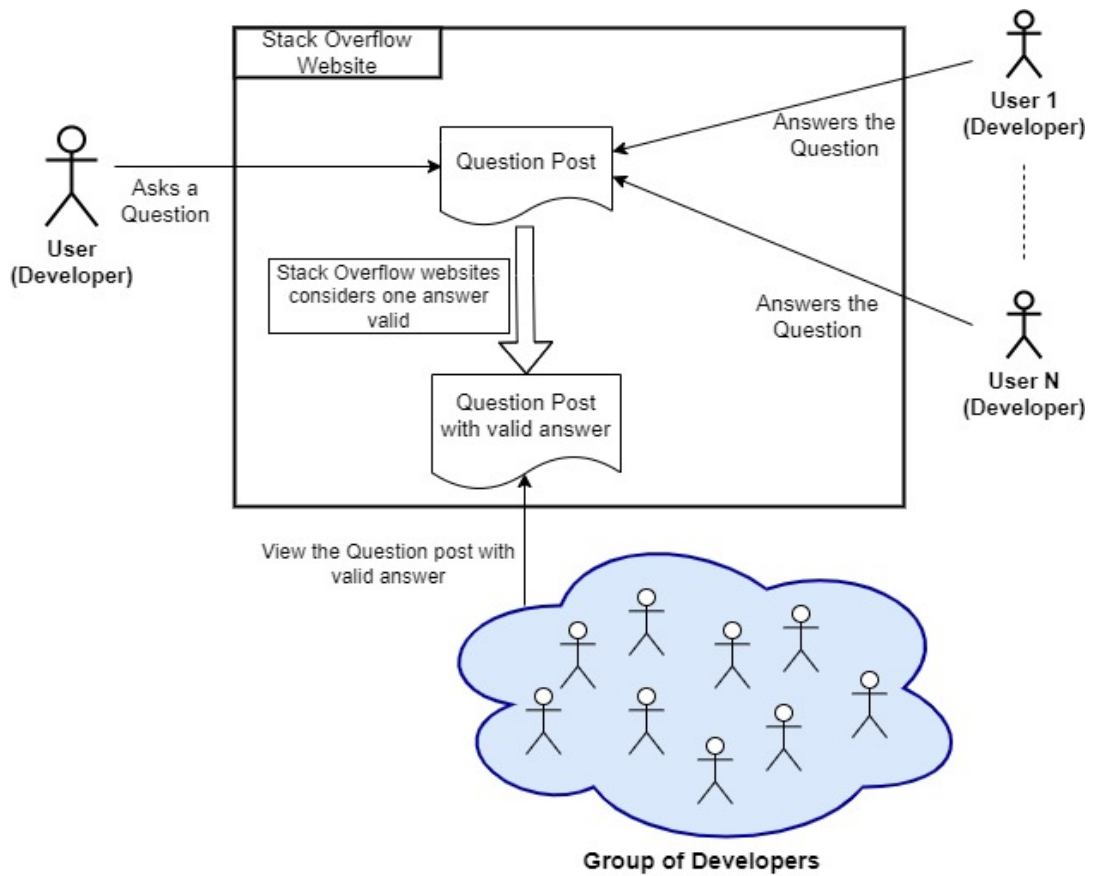 Stack Overflow
Website
User 1
(Developer)
Answers the
Question
Question Post
Asks a
Question
User
(Developer)
Stack Overflow websites
considers one answer
valid
Answers the
Question
User N
(Developer)
Question Post
with valid answer
View the Question post with
valid answer
Group of Developers